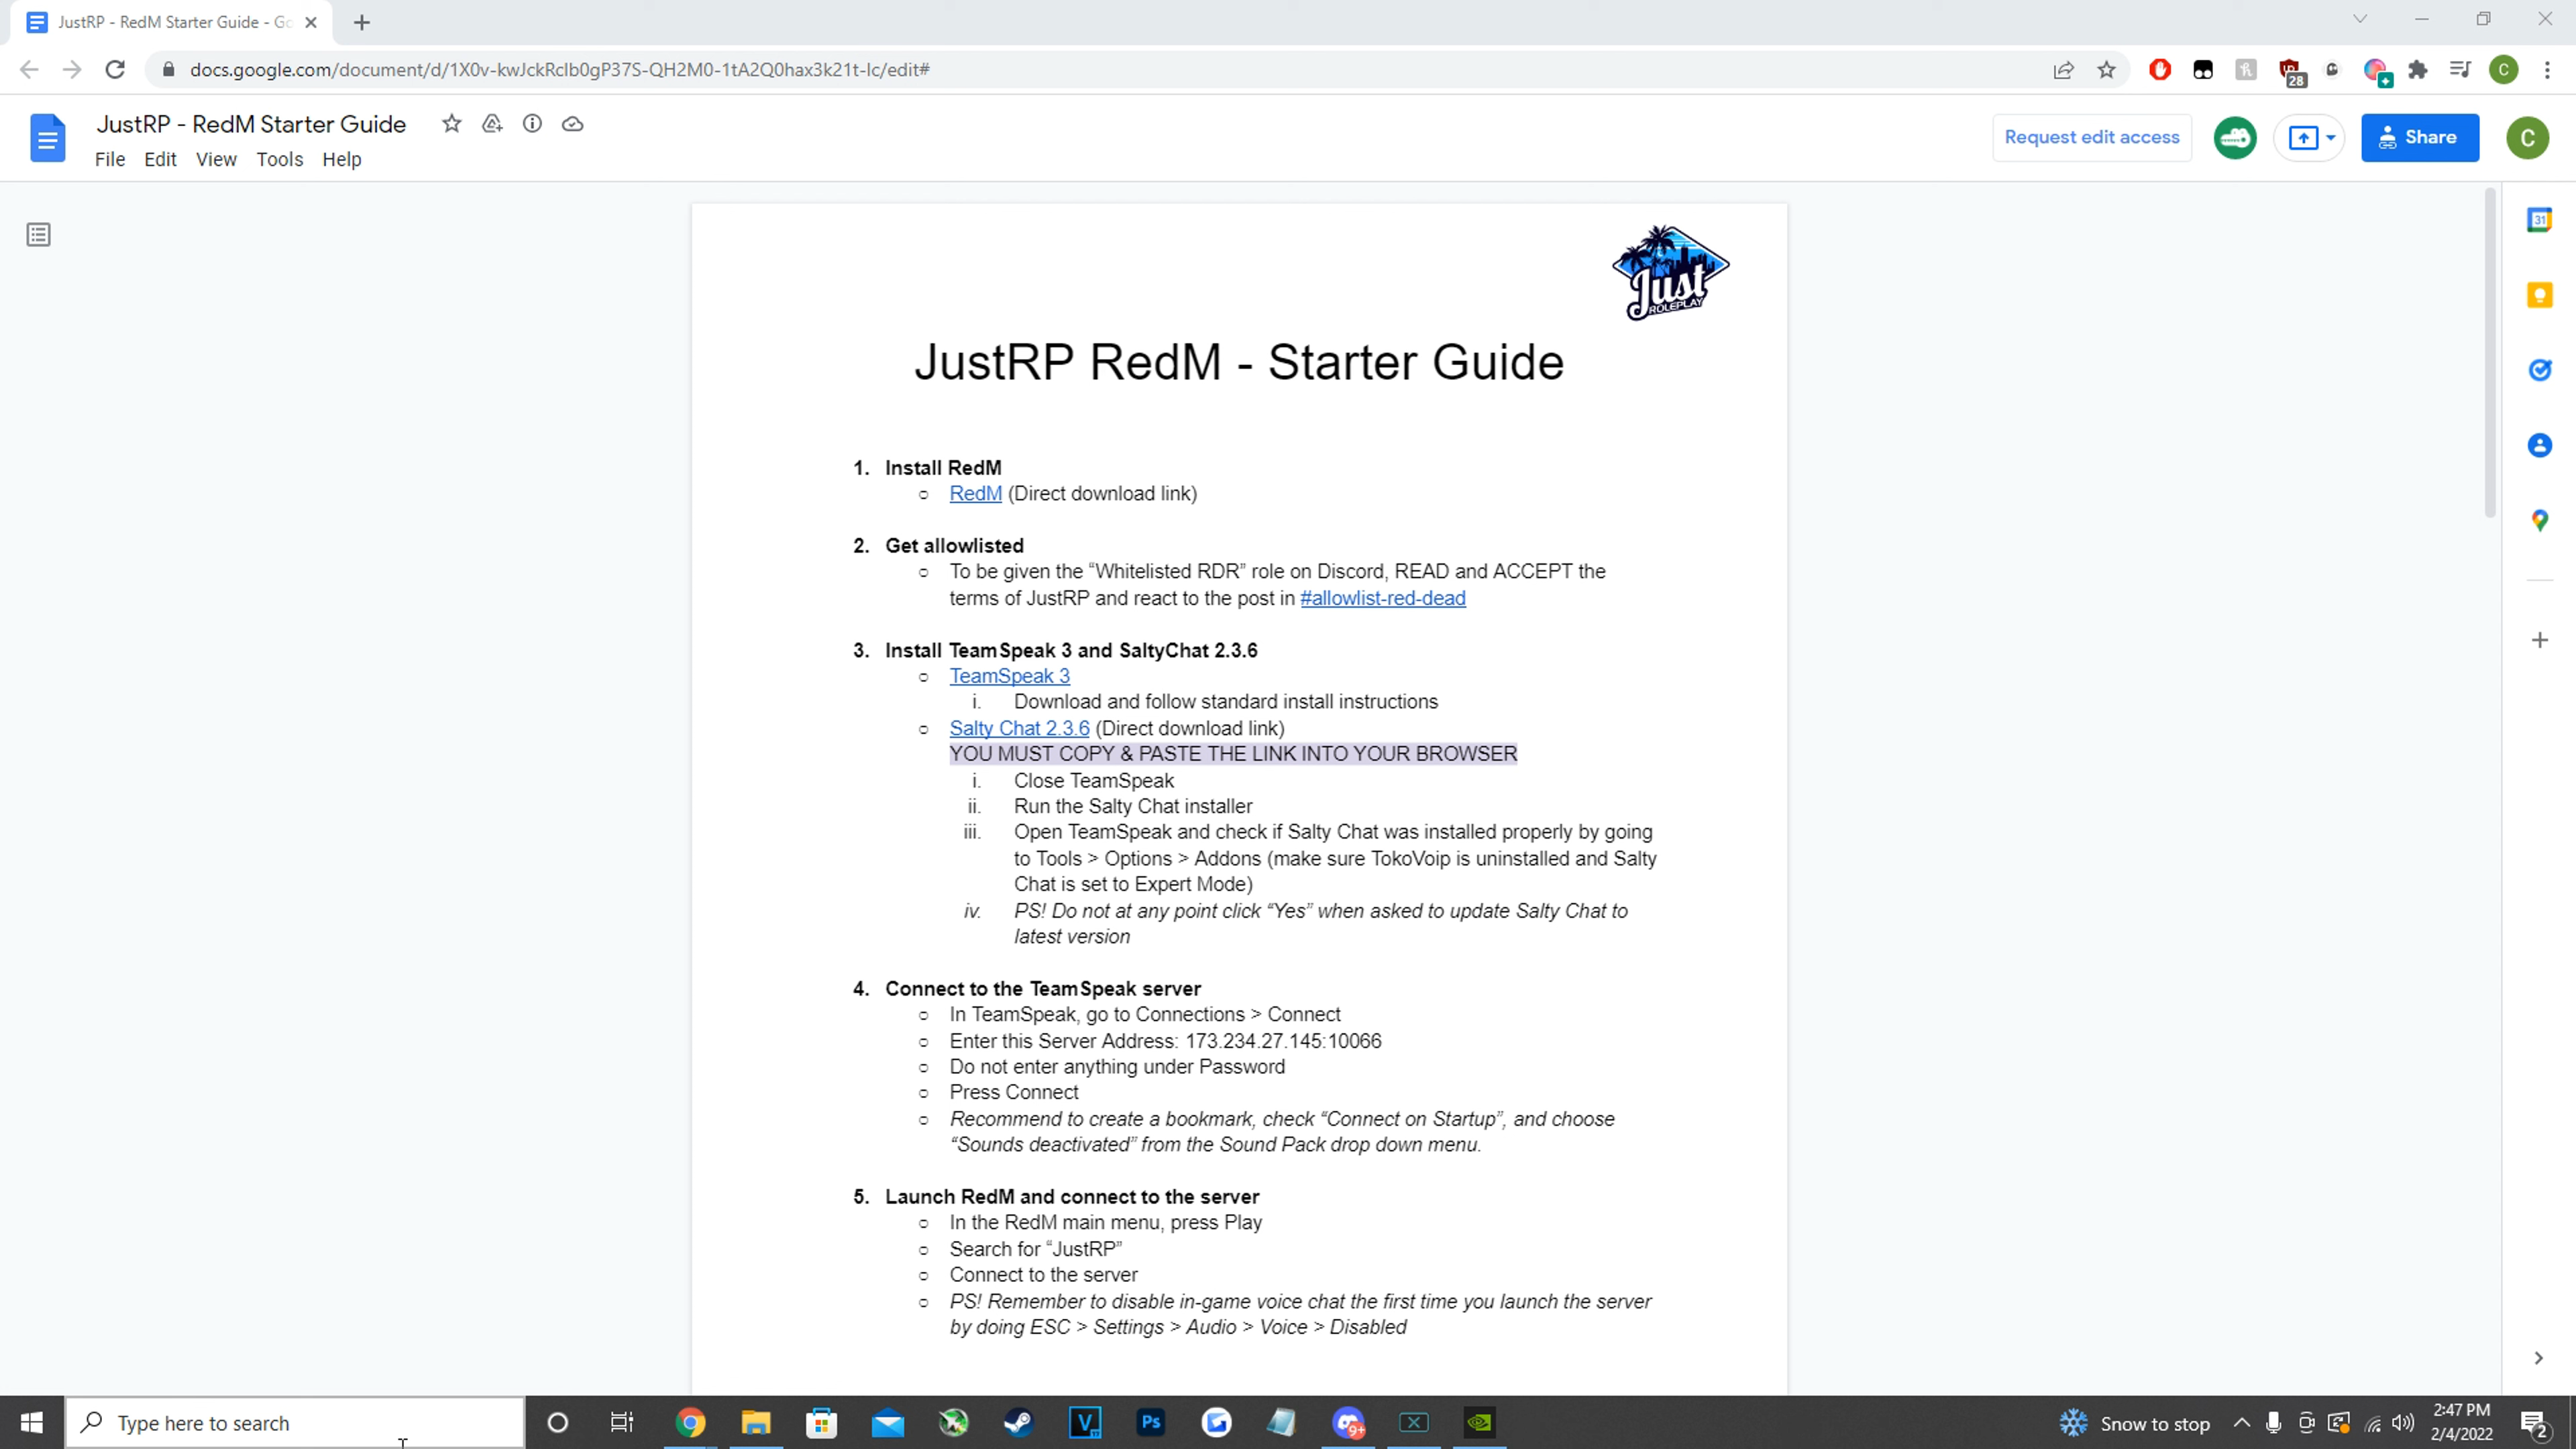 JustRP - RedM Starter Guide - Go
docs.google.com/document/d/1X0v-kwJckRclb0gP37S-QH2M0-1tA2Q0hax3k21t-lc/edit#
28
C
JustRP - RedM Starter Guide
File Edit View Tools Help
Request edit access
Share
C
31
Just
ROLEPLAY
JustRP RedM - Starter Guide
1. Install RedM
○ RedM (Direct download link)
2. Get allowlisted
○ To be given the “Whitelisted RDR” role on Discord, READ and ACCEPT the
terms of JustRP and react to the post in #allowlist-red-dead
3. Install TeamSpeak 3 and SaltyChat 2.3.6
○ TeamSpeak 3
i. Download and follow standard install instructions
○ Salty Chat 2.3.6 (Direct download link)
YOU MUST COPY & PASTE THE LINK INTO YOUR BROWSER
i. Close TeamSpeak
ii. Run the Salty Chat installer
iii. Open TeamSpeak and check if Salty Chat was installed properly by going
to Tools > Options > Addons (make sure TokoVoip is uninstalled and Salty
Chat is set to Expert Mode)
iv. PS! Do not at any point click “Yes” when asked to update Salty Chat to
latest version
4. Connect to the TeamSpeak server
○ In TeamSpeak, go to Connections > Connect
○ Enter this Server Address: 173.234.27.145:10066
○ Do not enter anything under Password
○ Press Connect
○ Recommend to create a bookmark, check “Connect on Startup”, and choose
“Sounds deactivated” from the Sound Pack drop down menu.
5. Launch RedM and connect to the server
○ In the RedM main menu, press Play
○ Search for “JustRP”
○ Connect to the server
○ PS! Remember to disable in-game voice chat the first time you launch the server
by doing ESC > Settings > Audio > Voice > Disabled
Type here to search
V
Ps
9+
Snow to stop
2:47 PM
2/4/2022
2